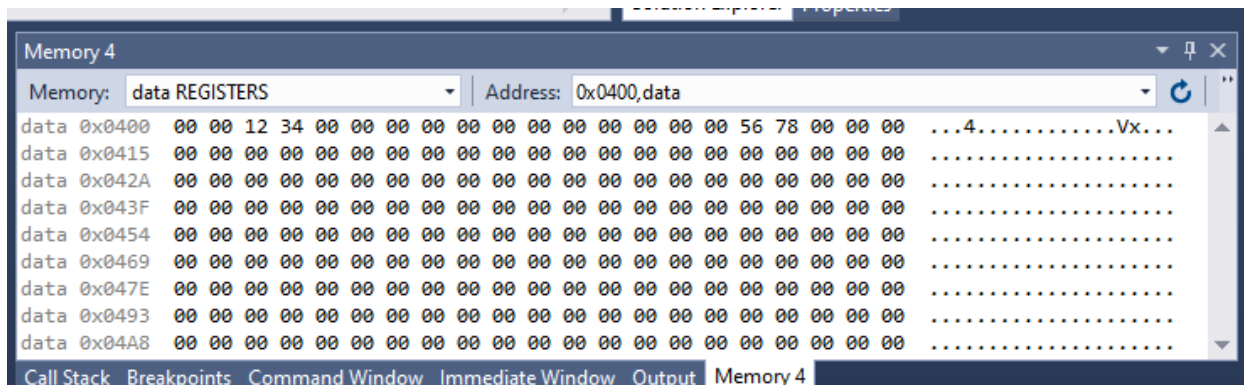 Solution Explorer Properties
Memory 4
Memory: data REGISTERS Address: 0x0400,data
data 0x0400 00 00 12 34 00 00 00 00 00 00 00 00 00 00 00 00 56 78 00 00 00 ...4............Vx...
data 0x0415 00 00 00 00 00 00 00 00 00 00 00 00 00 00 00 00 00 00 00 00 00 .....................
data 0x042A 00 00 00 00 00 00 00 00 00 00 00 00 00 00 00 00 00 00 00 00 00 .....................
data 0x043F 00 00 00 00 00 00 00 00 00 00 00 00 00 00 00 00 00 00 00 00 00 .....................
data 0x0454 00 00 00 00 00 00 00 00 00 00 00 00 00 00 00 00 00 00 00 00 00 .....................
data 0x0469 00 00 00 00 00 00 00 00 00 00 00 00 00 00 00 00 00 00 00 00 00 .....................
data 0x047E 00 00 00 00 00 00 00 00 00 00 00 00 00 00 00 00 00 00 00 00 00 .....................
data 0x0493 00 00 00 00 00 00 00 00 00 00 00 00 00 00 00 00 00 00 00 00 00 .....................
data 0x04A8 00 00 00 00 00 00 00 00 00 00 00 00 00 00 00 00 00 00 00 00 00 .....................
Call Stack Breakpoints Command Window Immediate Window Output Memory 4